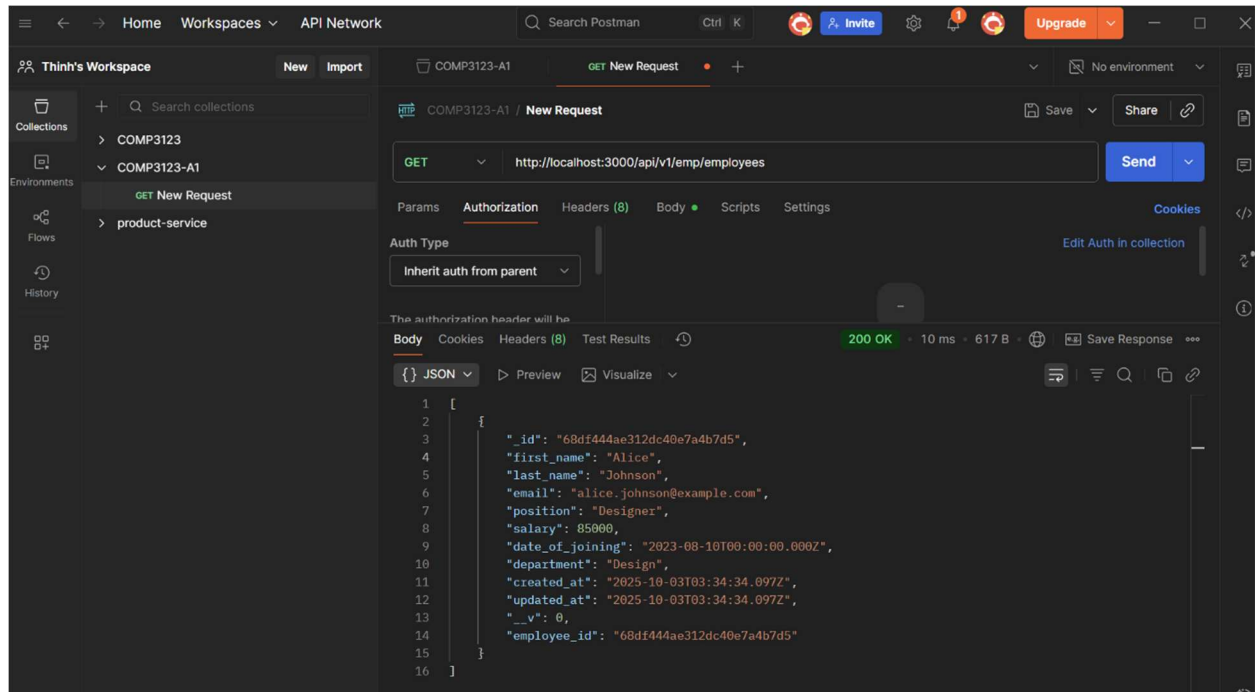 Home Workspaces API Network Search Postman Ctrl K Invite 1 Upgrade
Thinh's Workspace New Import COMP3123-A1 GET New Request No environment
Collections
Environments
Flows
History
Search collections
COMP3123
COMP3123-A1
GET New Request
product-service
HTTP COMP3123-A1 / New Request Save Share
GET http://localhost:3000/api/v1/emp/employees Send
Params Authorization Headers (8) Body Scripts Settings Cookies
Auth Type Edit Auth in collection
Inherit auth from parent
The authorization header will be
Body Cookies Headers (8) Test Results 200 OK 10 ms 617 B e.g. Save Response
{} JSON Preview Visualize
1 [
2 {
3 "_id": "68df444ae312dc40e7a4b7d5",
4 "first_name": "Alice",
5 "last_name": "Johnson",
6 "email": "alice.johnson@example.com",
7 "position": "Designer",
8 "salary": 85000,
9 "date_of_joining": "2023-08-10T00:00:00.000Z",
10 "department": "Design",
11 "created_at": "2025-10-03T03:34:34.097Z",
12 "updated_at": "2025-10-03T03:34:34.097Z",
13 "__v": 0,
14 "employee_id": "68df444ae312dc40e7a4b7d5"
15 }
16 ]